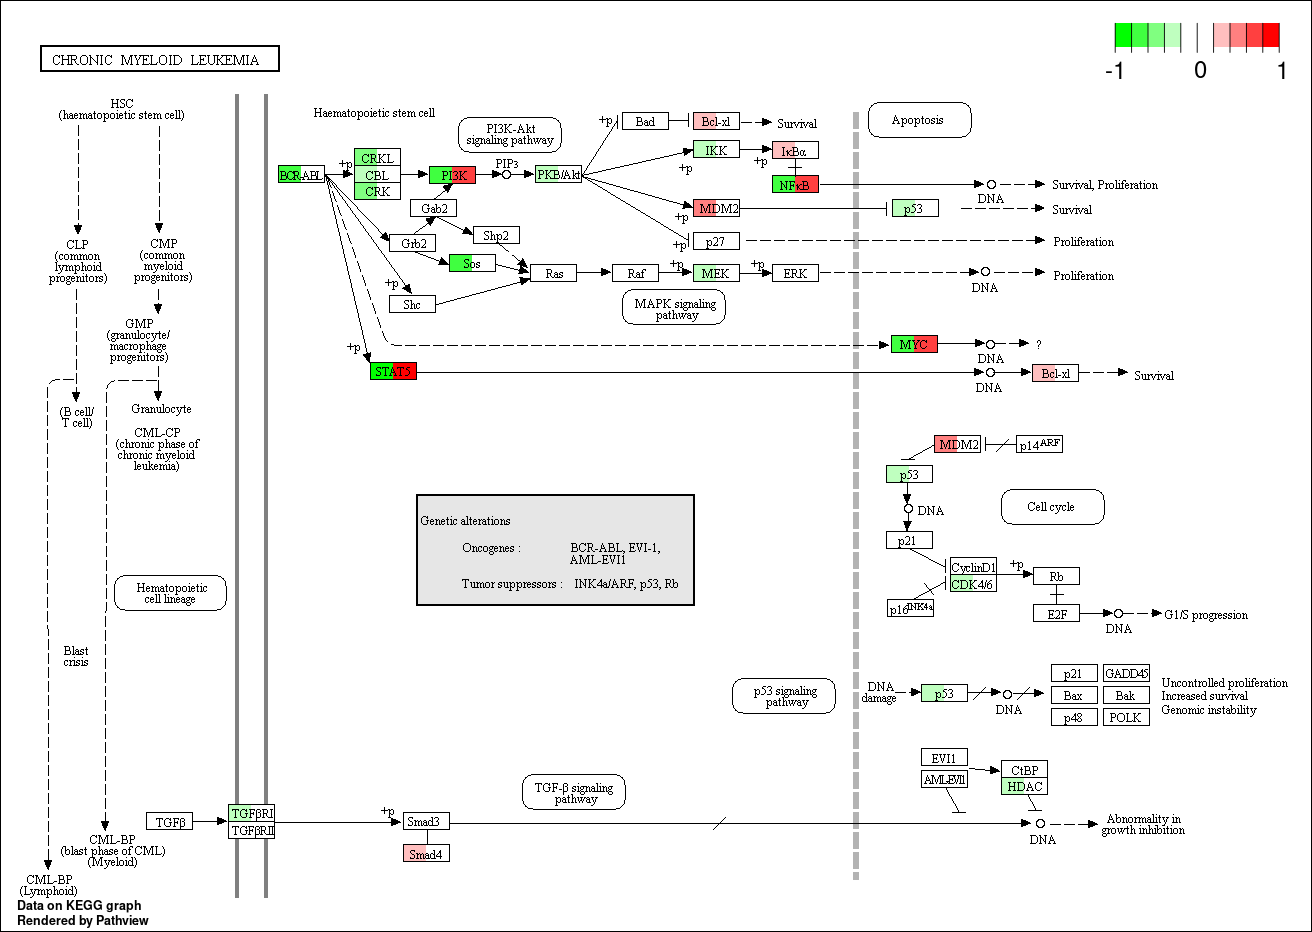 -1
0
1
CHRONIC MYELOID LEUKEMIA
HSC
(haematopoietic stem cell)
CLP
(common
lymphoid
progenitors)
CMP
(common
myeloid
progenitors)
GMP
(granulocyte/
macrophage
progenitors)
(B cell/
T cell)
Granulocyte
CML-CP
(chronic phase of
chronic myeloid
leukemia)
Hematopoietic
cell lineage
Blast
crisis
CML-BP
(blast phase of CML)
(Myeloid)
CML-BP
(Lymphoid)
Haematopoietic stem cell
PI3K-Akt
signaling pathway
Apoptosis
BCR-ABL
+p
CRKL
CBL
CRK
PI3K
PIP3
PKB/Akt
+p
Bad
Bcl-xl
Survival
IKK
+p
+p
IκBα
NFκB
DNA
Survival, Proliferation
MDM2
+p
p53
Survival
p27
+p
Proliferation
Gab2
Grb2
Shp2
Sos
Shc
+p
Ras
Raf
+p
MEK
+p
ERK
DNA
Proliferation
MAPK signaling
pathway
MYC
DNA
?
+p
STAT5
DNA
Bcl-xl
Survival
MDM2
p14ARF
p53
DNA
Cell cycle
p21
CyclinD1
CDK4/6
+p
Rb
p16INK4a
E2F
DNA
G1/S progression
Genetic alterations
Oncogenes :
BCR-ABL, EVI-1,
AML-EVI1
Tumor suppressors :
INK4a/ARF, p53, Rb
p53 signaling
pathway
DNA
damage
p53
DNA
p21
GADD45
Bax
Bak
p48
POLK
Uncontrolled proliferation
Increased survival
Genomic instability
EVI1
AML-EVI1
CtBP
HDAC
TGF-β signaling
pathway
TGFβ
TGFβRI
TGFβRII
+p
Smad3
Smad4
DNA
Abnormality in
growth inhibition
Data on KEGG graph
Rendered by Pathview